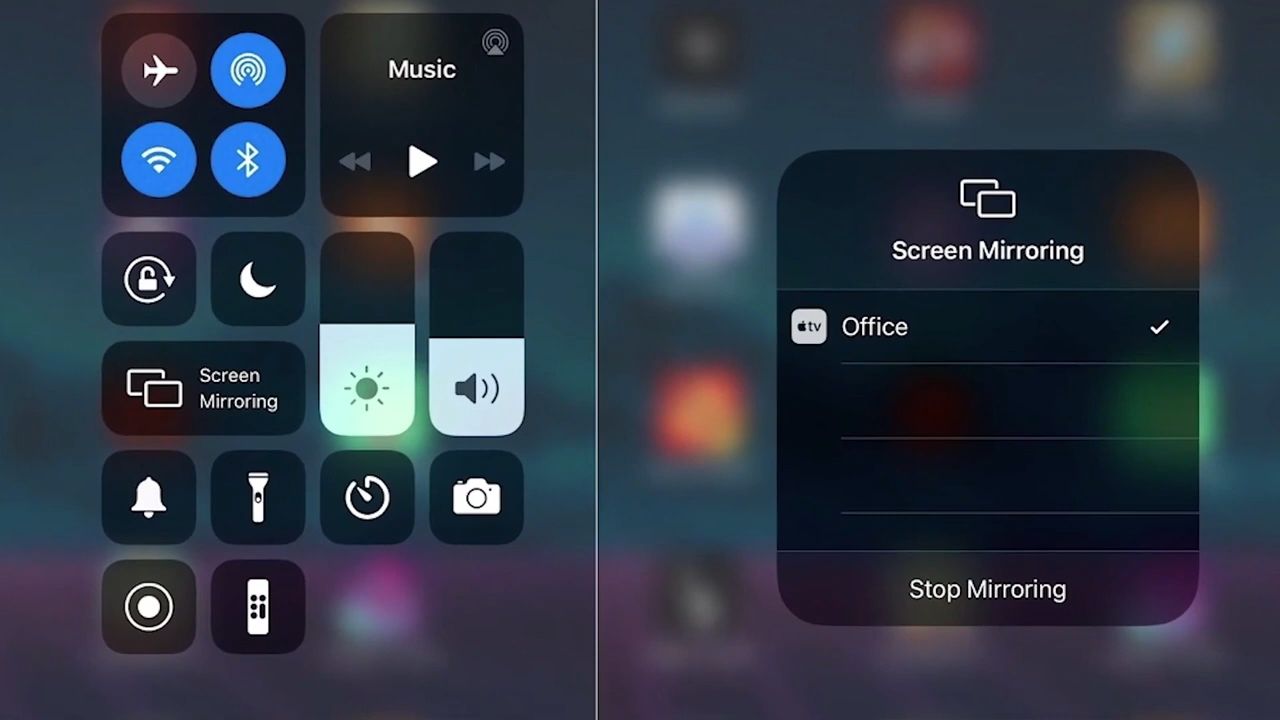 Music
Screen
Mirroring
Screen Mirroring
tv
Office
Stop Mirroring